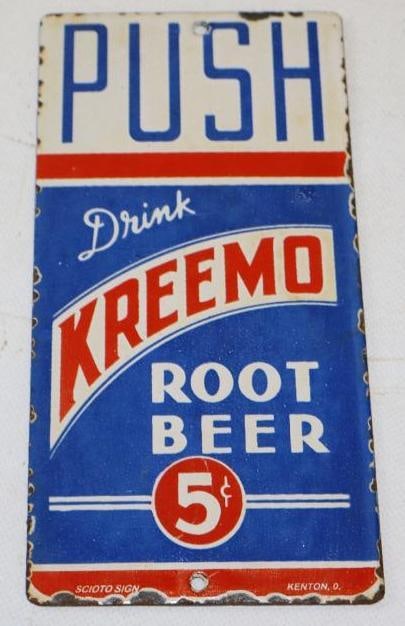 PUSH
Drink
KREEMO
ROOT
BEER
5¢
SCIOTO SIGN KENTON, O.